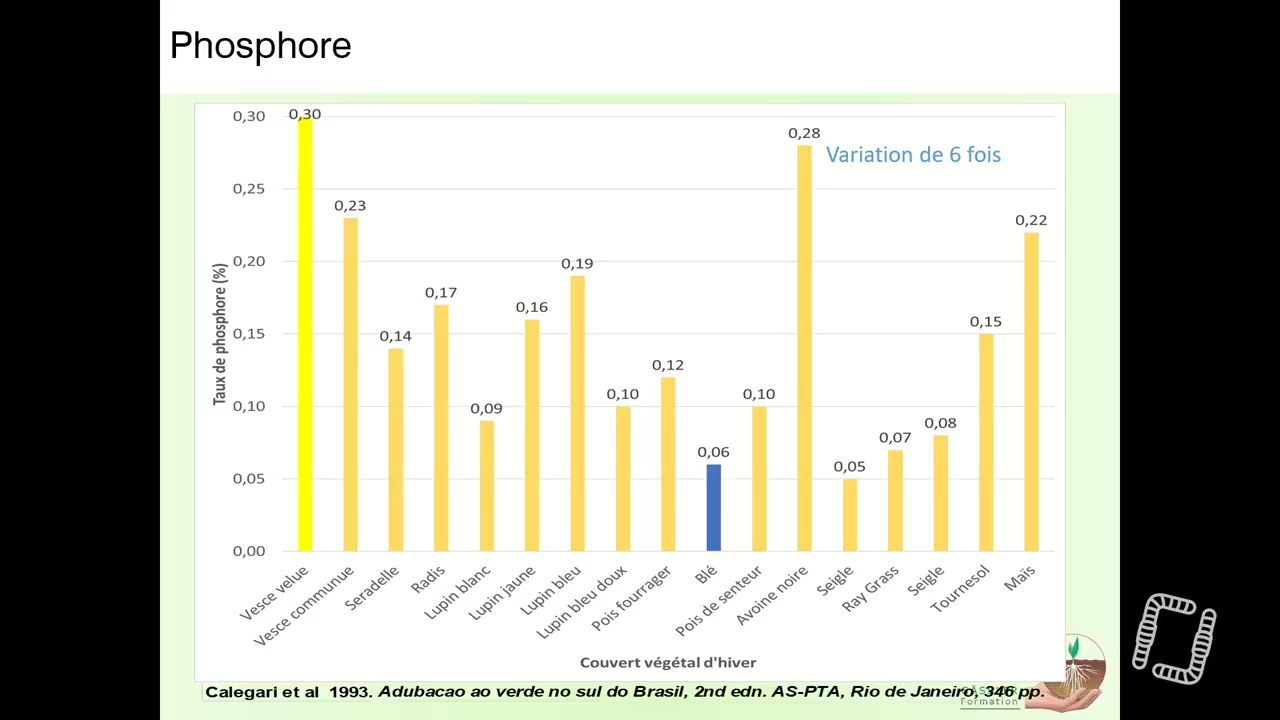 Phosphore
0,30
0,25
0,20
0,15
0,10
0,05
0,00
Taux de phosphore (%)
0,30
0,23
0,14
0,17
0,09
0,16
0,19
0,10
0,12
0,06
0,10
0,28
0,05
0,07
0,08
0,15
0,22
Variation de 6 fois
Vesce velue
Vesce communue
Seradelle
Radis
Lupin blanc
Lupin jaune
Lupin bleu
Lupin bleu doux
Pois fourrager
Blé
Pois de senteur
Avoine noire
Seigle
Ray Grass
Seigle
Tournesol
Maïs
Couvert végétal d'hiver
Calegari et al 1993. Adubacao ao verde no sul do Brasil, 2nd edn. AS-PTA, Rio de Janeiro, 346 pp.
Formation